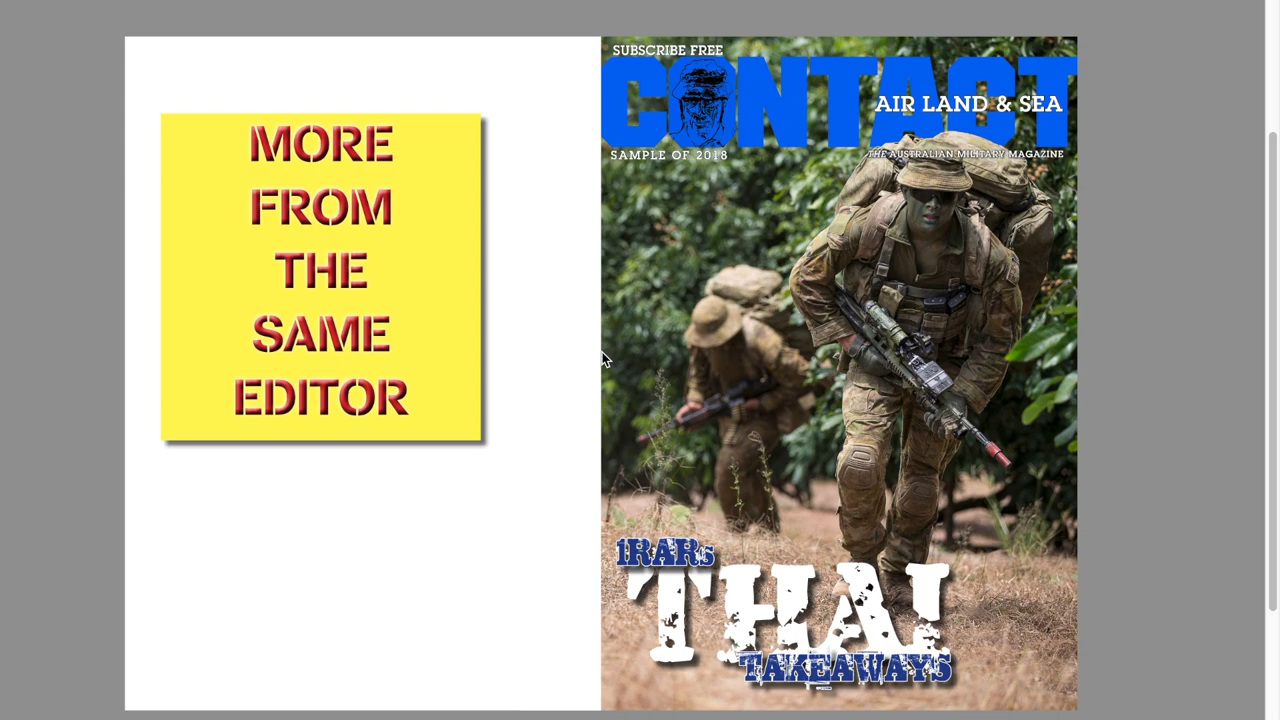 MORE
FROM
THE
SAME
EDITOR
SUBSCRIBE FREE
CONTACT
AIR LAND & SEA
SAMPLE OF 2018
THE AUSTRALIAN MILITARY MAGAZINE
1RARs
THAI
TAKEAWAYS